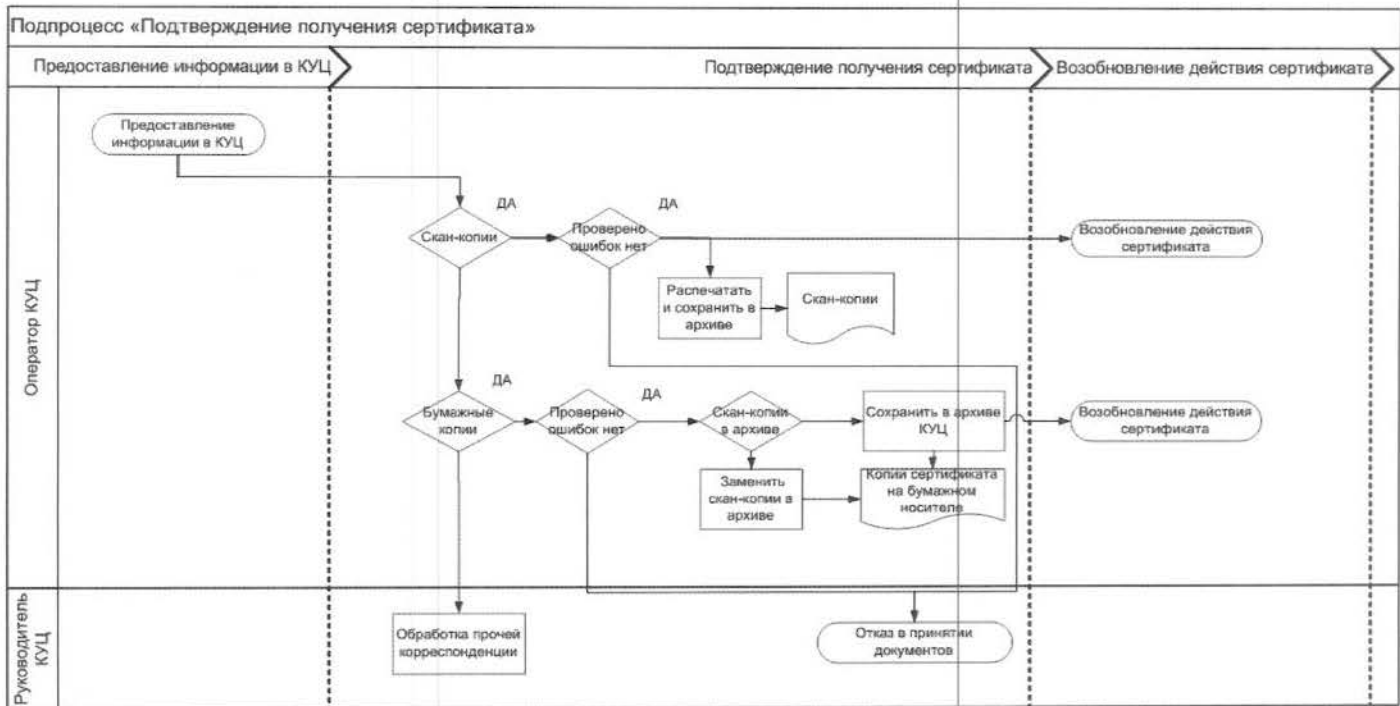 Подпроцесс «Подтверждение получения сертификата»
Предоставление информации в КУЦ
Подтверждение получения сертификата
Возобновление действия сертификата
Оператор КУЦ
Предоставление
информации в КУЦ
ДА
ДА
Скан-копии
Проверено
ошибок нет
Возобновление действия
сертификата
Распечатать
и сохранить в
архиве
Скан-копии
ДА
ДА
Бумажные
копии
Проверено
ошибок нет
Скан-копии
в архиве
Сохранить в архиве
КУЦ
Возобновление действия
сертификата
Заменить
скан-копии в
архиве
Копии сертификата
на бумажном
носителе
Руководитель
КУЦ
Обработка прочей
корреспонденции
Отказ в принятии
документов